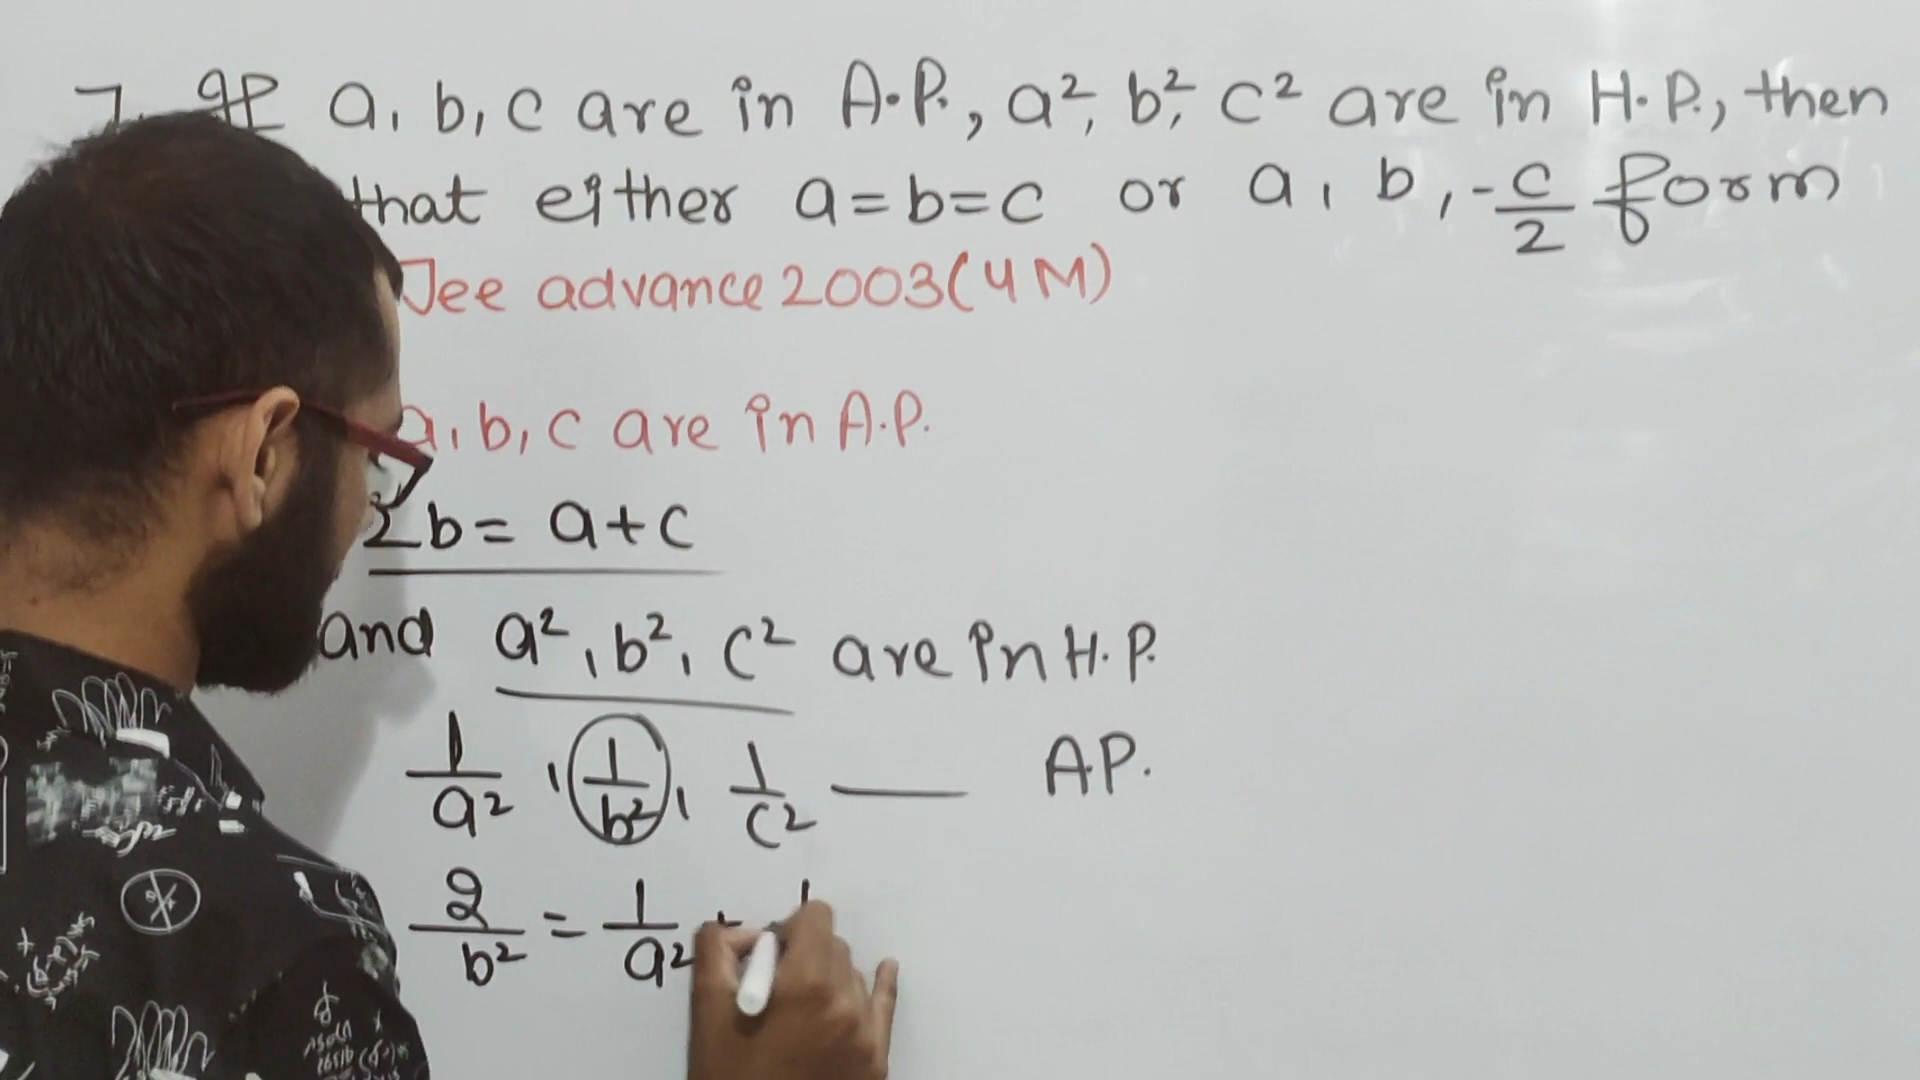 7. If a, b, c are in A.P., a², b², c² are in H.P., then
that either a=b=c or a, b, -c/2 form
Jee advance 2003(4M)
a, b, c are in A.P.
2b = a+c
and a², b², c² are in H.P.
1/a², 1/b², 1/c² — A.P.
2/b² = 1/a² +